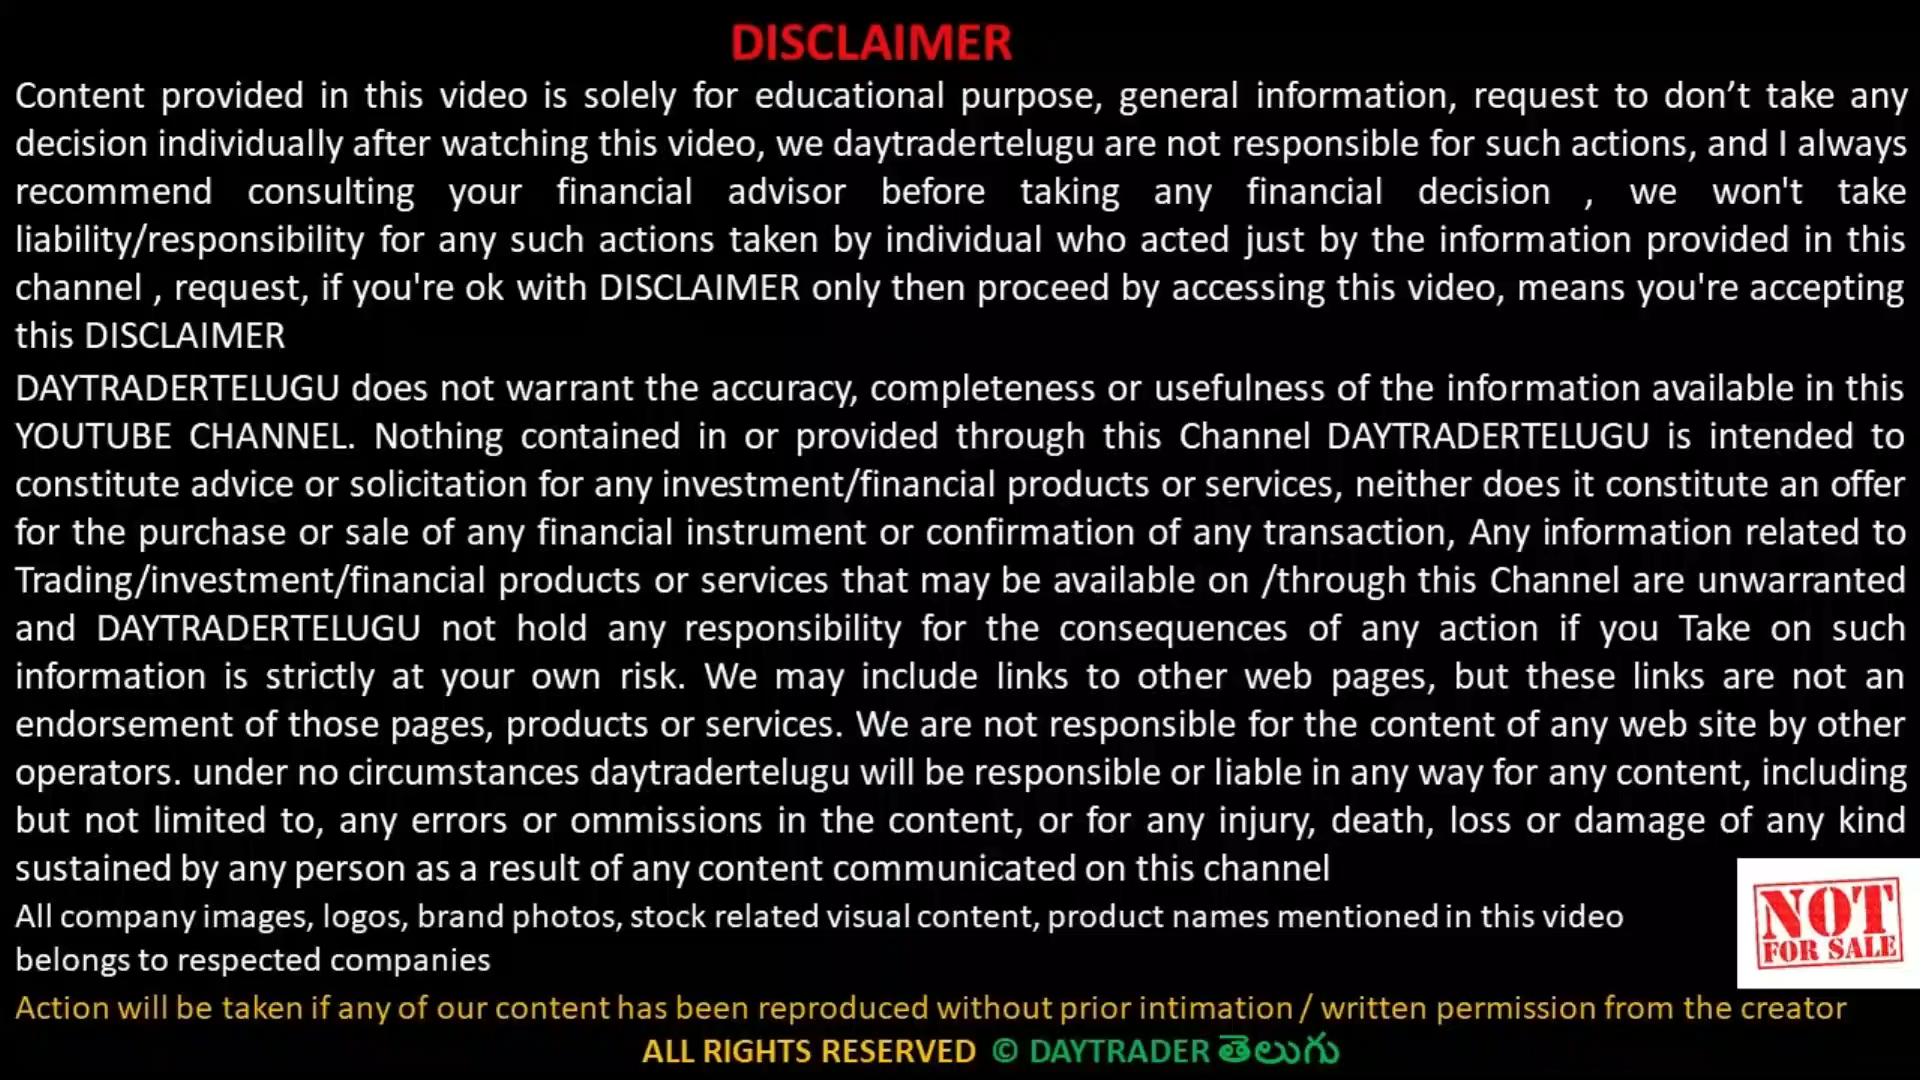 DISCLAIMER
Content provided in this video is solely for educational purpose, general information, request to don’t take any
decision individually after watching this video, we daytradertelugu are not responsible for such actions, and I always
recommend consulting your financial advisor before taking any financial decision , we won't take
liability/responsibility for any such actions taken by individual who acted just by the information provided in this
channel , request, if you're ok with DISCLAIMER only then proceed by accessing this video, means you're accepting
this DISCLAIMER
DAYTRADERTELUGU does not warrant the accuracy, completeness or usefulness of the information available in this
YOUTUBE CHANNEL. Nothing contained in or provided through this Channel DAYTRADERTELUGU is intended to
constitute advice or solicitation for any investment/financial products or services, neither does it constitute an offer
for the purchase or sale of any financial instrument or confirmation of any transaction, Any information related to
Trading/investment/financial products or services that may be available on /through this Channel are unwarranted
and DAYTRADERTELUGU not hold any responsibility for the consequences of any action if you Take on such
information is strictly at your own risk. We may include links to other web pages, but these links are not an
endorsement of those pages, products or services. We are not responsible for the content of any web site by other
operators. under no circumstances daytradertelugu will be responsible or liable in any way for any content, including
but not limited to, any errors or ommissions in the content, or for any injury, death, loss or damage of any kind
sustained by any person as a result of any content communicated on this channel
All company images, logos, brand photos, stock related visual content, product names mentioned in this video
belongs to respected companies
NOT
FOR SALE
Action will be taken if any of our content has been reproduced without prior intimation / written permission from the creator
ALL RIGHTS RESERVED © DAYTRADER తెలుగు